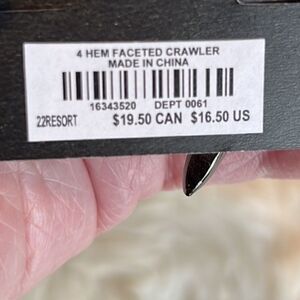 4 HEM FACETED CRAWLER
MADE IN CHINA
16343520 DEPT 0061
22RESORT $19.50 CAN $16.50 US